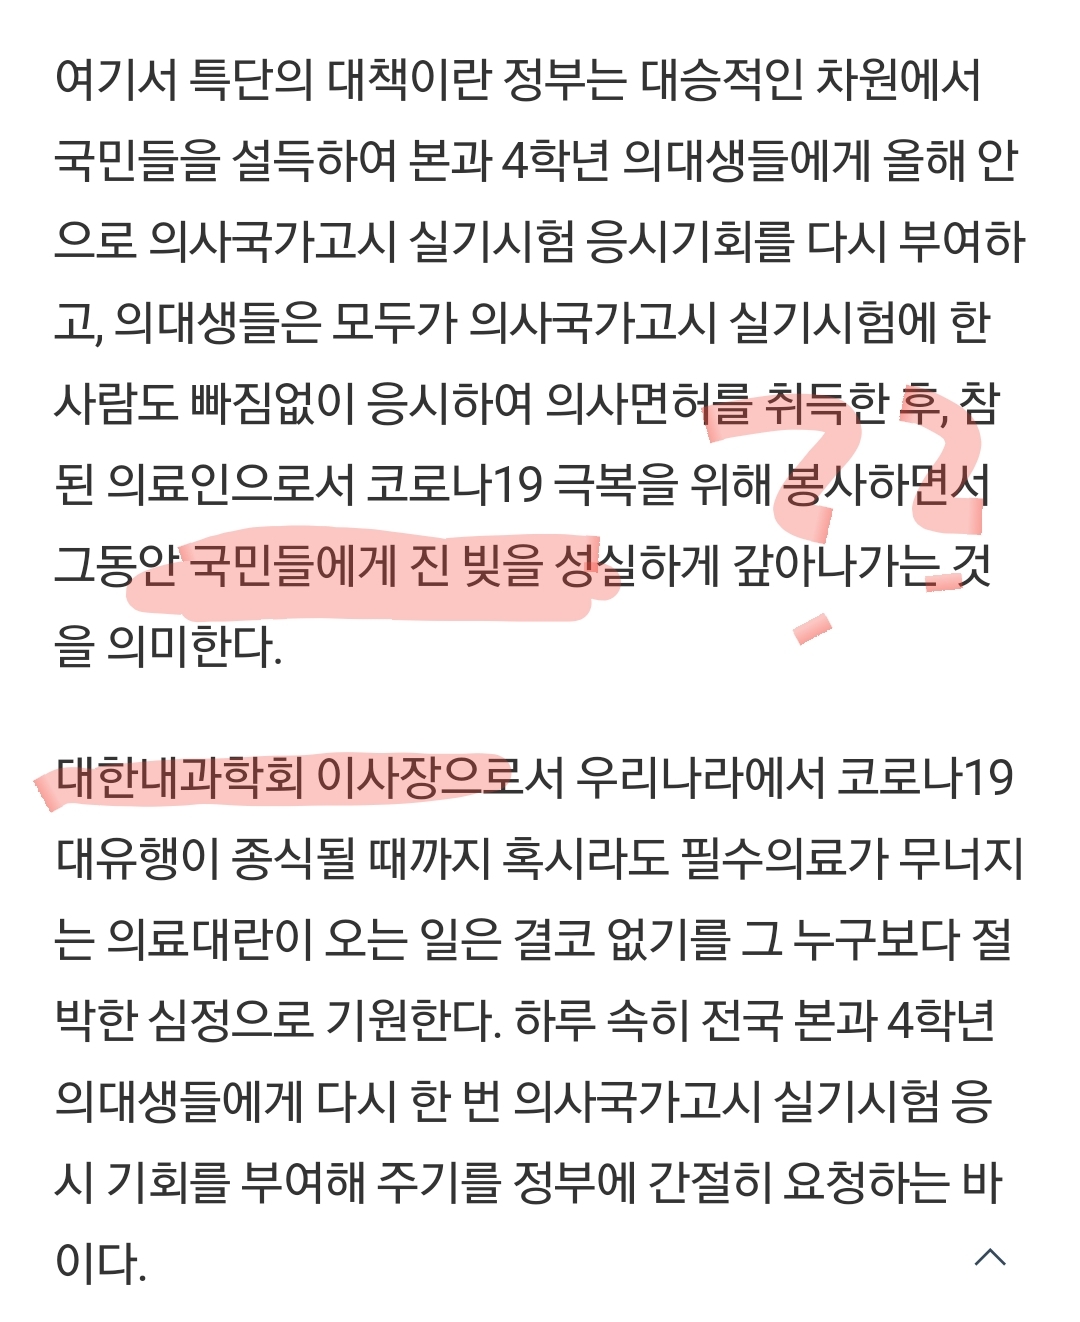 여기서 특단의 대책이란 정부는 대승적인 차원에서
국민들을 설득하여 본과 4학년 의대생들에게 올해 안
으로 의사국가고시 실기시험 응시기회를 다시 부여하
고, 의대생들은 모두가 의사국가고시 실기시험에 한
사람도 빠짐없이 응시하여 의사면허를 취득한 후, 참
된 의료인으로서 코로나19 극복을 위해 봉사하면서
그동안 국민들에게 진 빚을 성실하게 갚아나가는 것
을 의미한다.
대한내과학회 이사장으로서 우리나라에서 코로나19
대유행이 종식될 때까지 혹시라도 필수의료가 무너지
는 의료대란이 오는 일은 결코 없기를 그 누구보다 절
박한 심정으로 기원한다. 하루 속히 전국 본과 4학년
의대생들에게 다시 한 번 의사국가고시 실기시험 응
시 기회를 부여해 주기를 정부에 간절히 요청하는 바
이다.
??